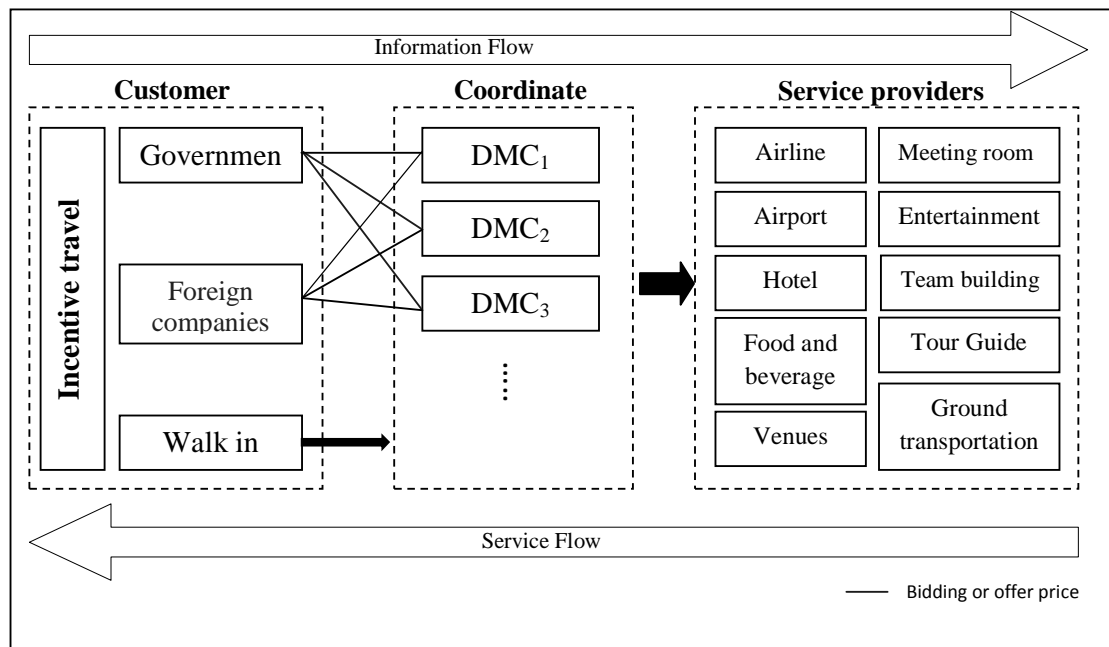 Information Flow
Customer
Coordinate
Service providers
Incentive travel
Governmen
Foreign
companies
Walk in
DMC₁
DMC₂
DMC₃
......
Airline
Airport
Hotel
Food and
beverage
Venues
Meeting room
Entertainment
Team building
Tour Guide
Ground
transportation
Service Flow
Bidding or offer price